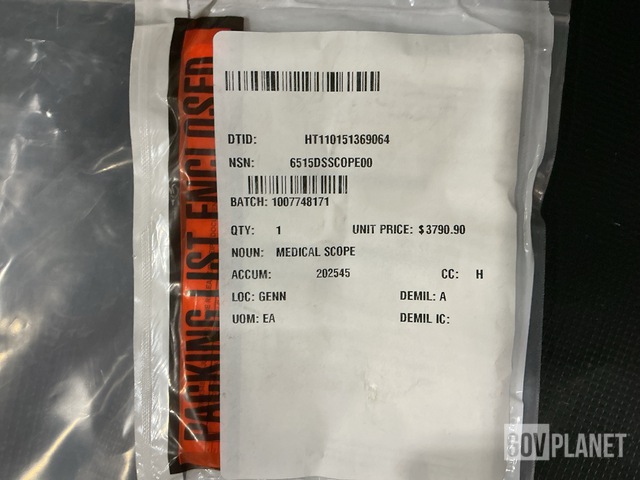 PACKING LIST ENCLOSED
DTID: HT110151369064
NSN: 6515DSSCOPE00
BATCH: 1007748171
QTY: 1 UNIT PRICE: $3790.90
NOUN: MEDICAL SCOPE
ACCUM: 202545 CC: H
LOC: GENN DEMIL: A
UOM: EA DEMIL IC:
GOVPLANET